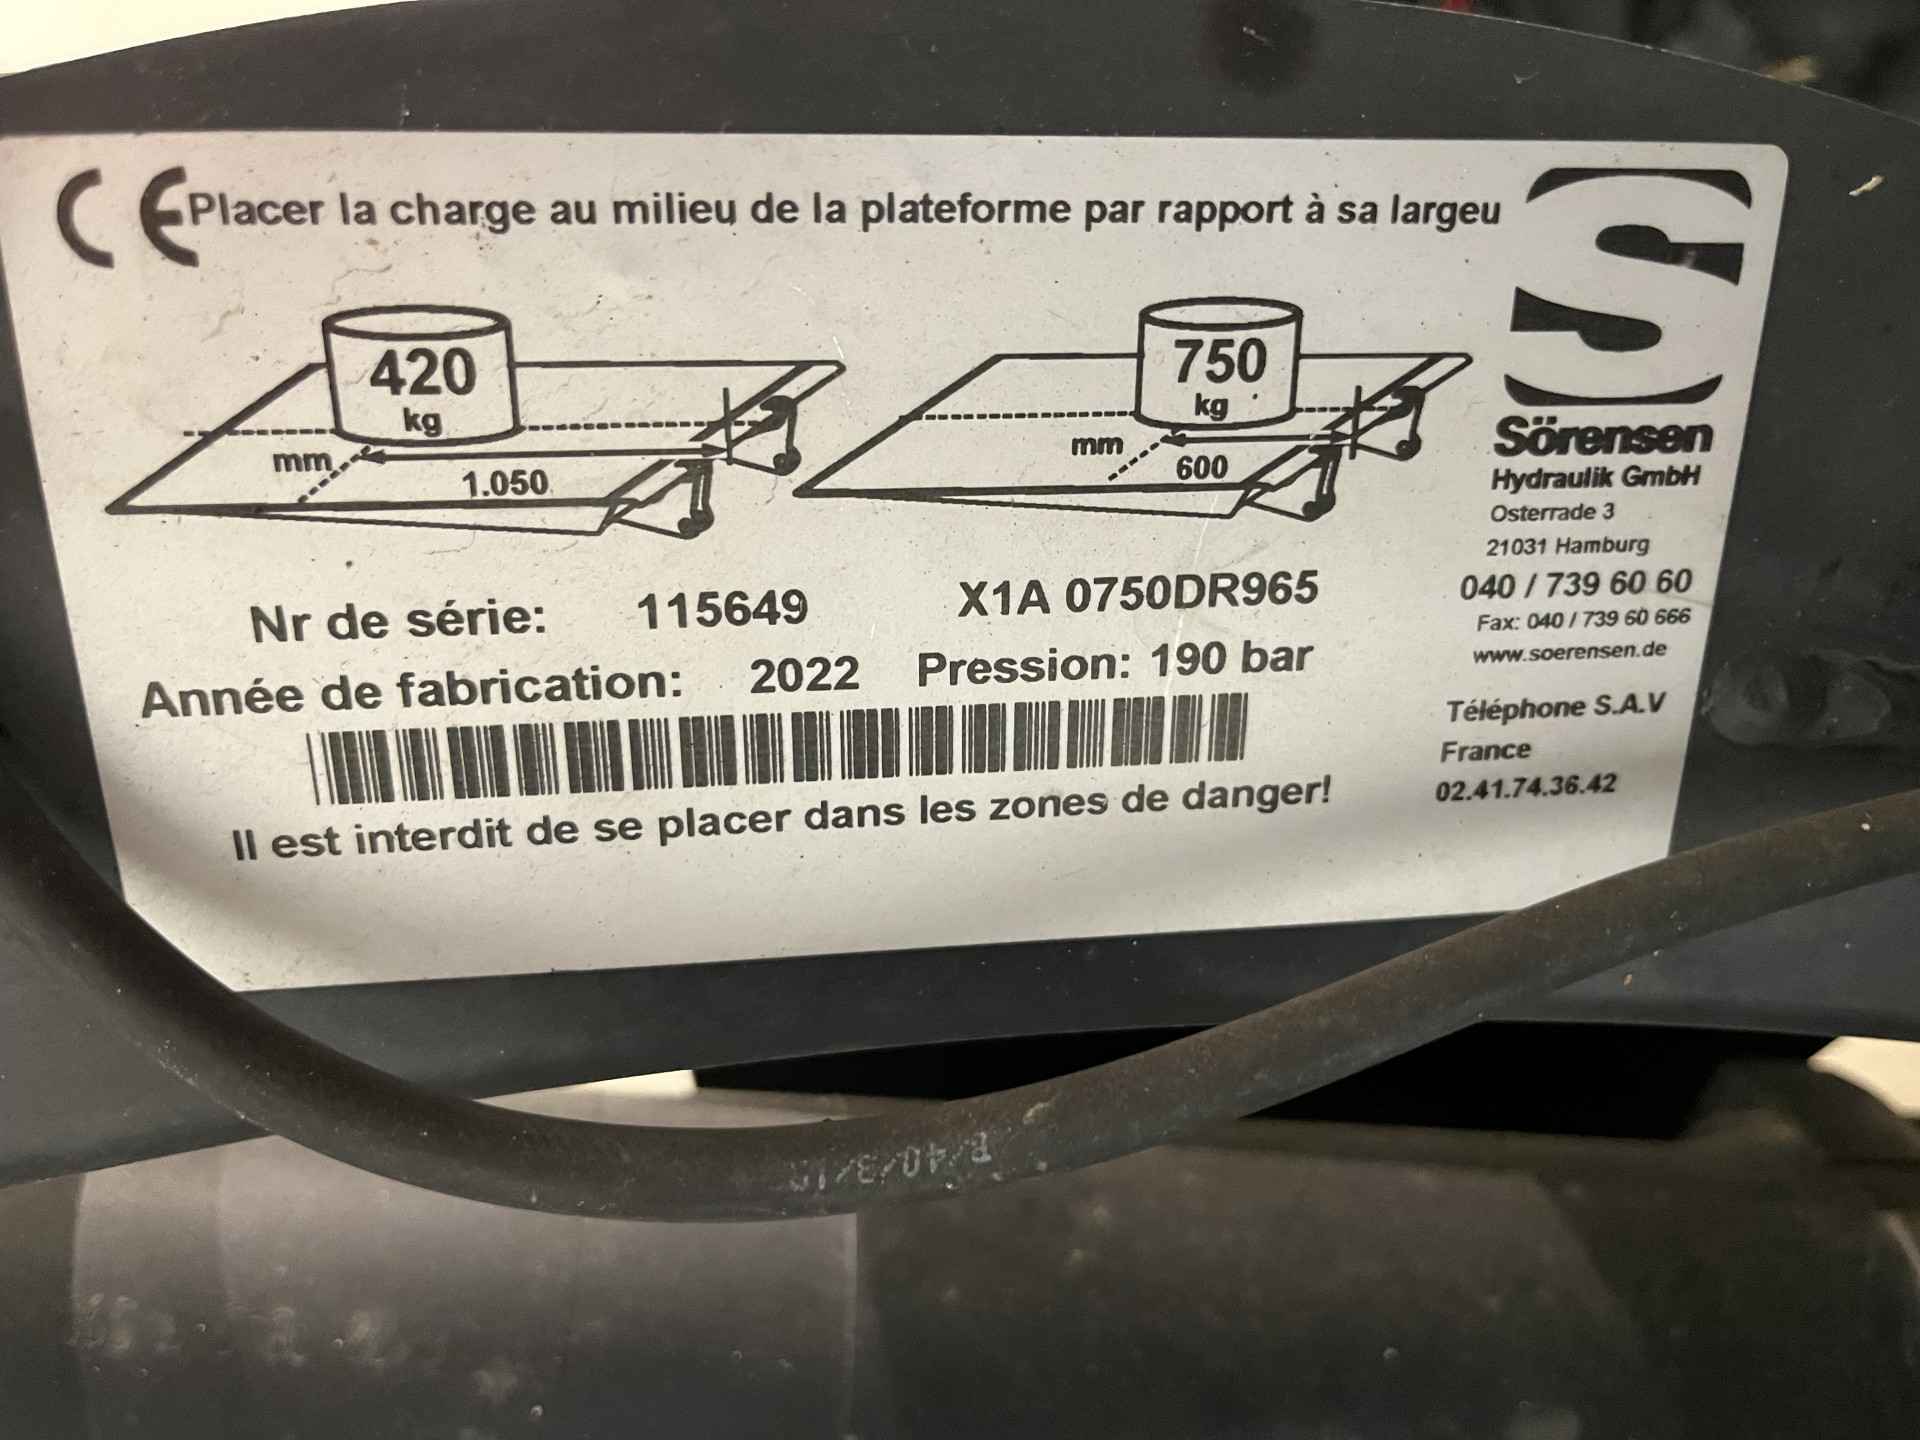 CE Placer la charge au milieu de la plateforme par rapport à sa largeu
420
kg
mm
1.050
750
kg
mm
600
S
Sörensen
Hydraulik GmbH
Osterrade 3
21031 Hamburg
040 / 739 60 60
Fax: 040 / 739 60 666
www.soerensen.de
Téléphone S.A.V
France
02.41.74.36.42
Nr de série: 115649 X1A 0750DR965
Année de fabrication: 2022 Pression: 190 bar
Il est interdit de se placer dans les zones de danger!